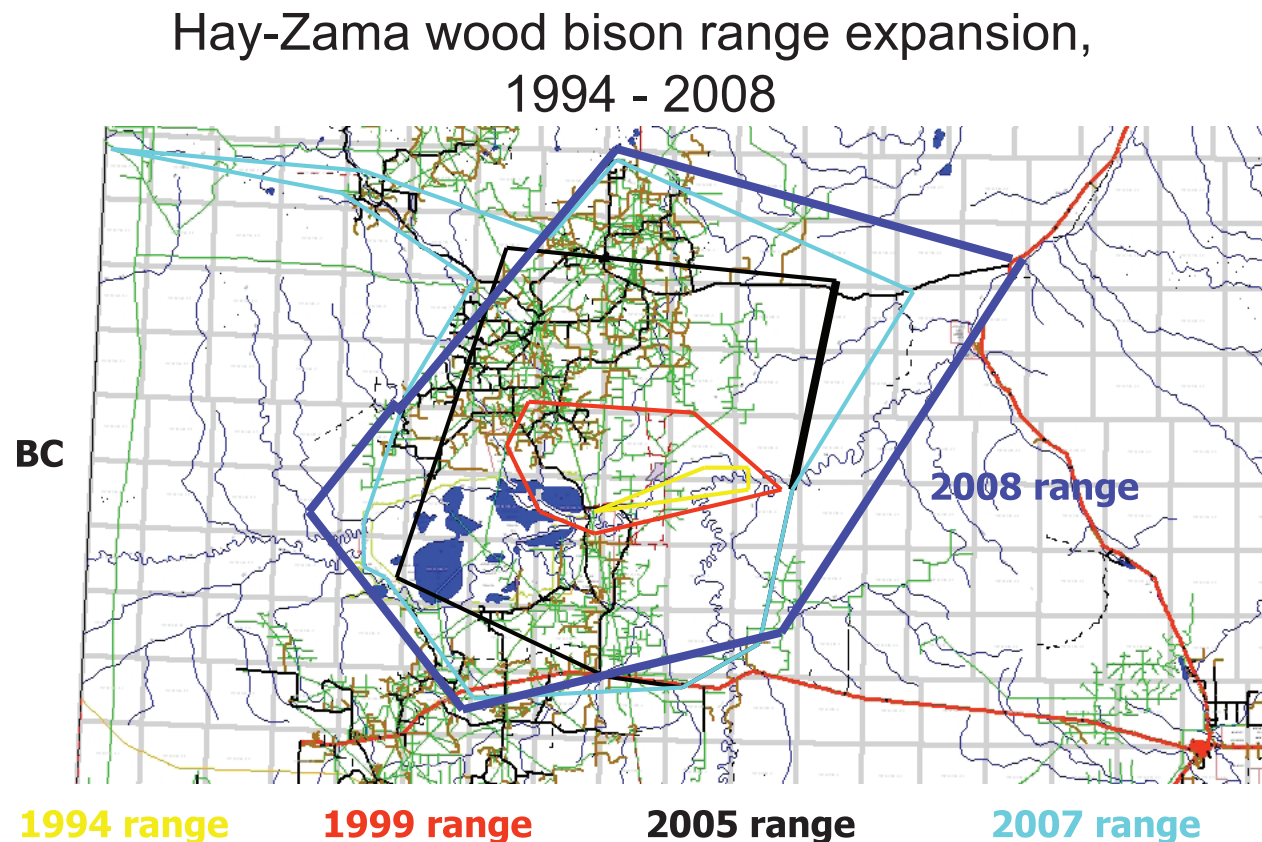 Hay-Zama wood bison range expansion,
1994 - 2008
BC
2008 range
1994 range 1999 range 2005 range 2007 range